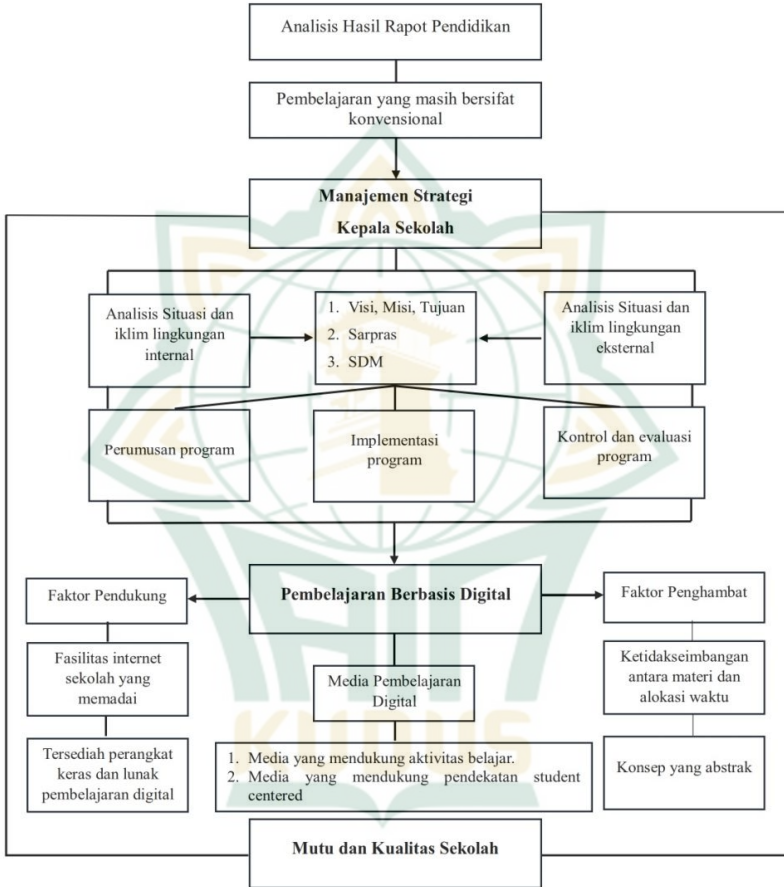 Analisis Hasil Rapot Pendidikan
Pembelajaran yang masih bersifat
konvensional
Manajemen Strategi
Kepala Sekolah
Analisis Situasi dan
iklim lingkungan
internal
1. Visi, Misi, Tujuan
2. Sarpras
3. SDM
Analisis Situasi dan
iklim lingkungan
eksternal
Perumusan program
Implementasi
program
Kontrol dan evaluasi
program
Faktor Pendukung
Pembelajaran Berbasis Digital
Faktor Penghambat
Fasilitas internet
sekolah yang
memadai
Media Pembelajaran
Digital
Ketidakseimbangan
antara materi dan
alokasi waktu
Tersediah perangkat
keras dan lunak
pembelajaran digital
1. Media yang mendukung aktivitas belajar.
2. Media yang mendukung pendekatan student
centered
Konsep yang abstrak
Mutu dan Kualitas Sekolah
IAIN
KUDUS